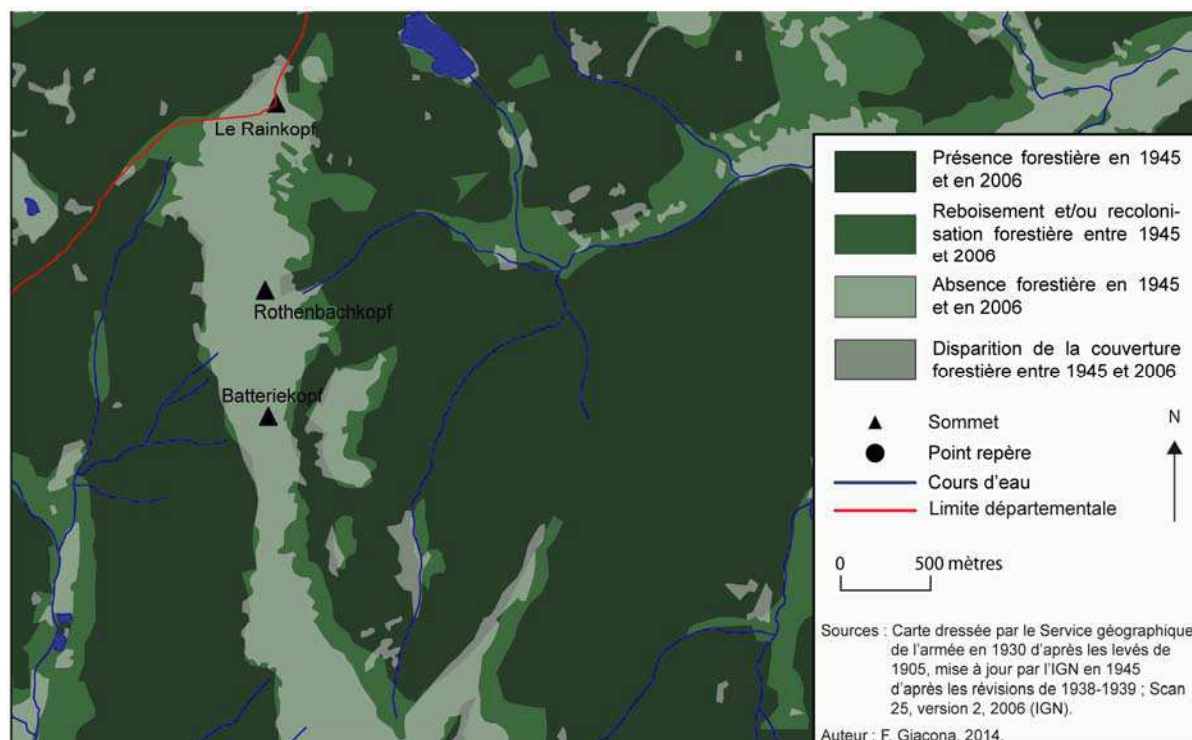 Le Rainkopf
Rothenbachkopf
Batteriekopf
Présence forestière en 1945
et en 2006
Reboisement et/ou recoloni-
sation forestière entre 1945
et 2006
Absence forestière en 1945
et en 2006
Disparition de la couverture
forestière entre 1945 et 2006
Sommet
N
Point repère
Cours d'eau
Limite départementale
0 500 mètres
Sources : Carte dressée par le Service géographique
de l'armée en 1930 d'après les levés de
1905, mise à jour par l'IGN en 1945
d'après les révisions de 1938-1939 ; Scan
25, version 2, 2006 (IGN).
Auteur : F. Giacona, 2014.